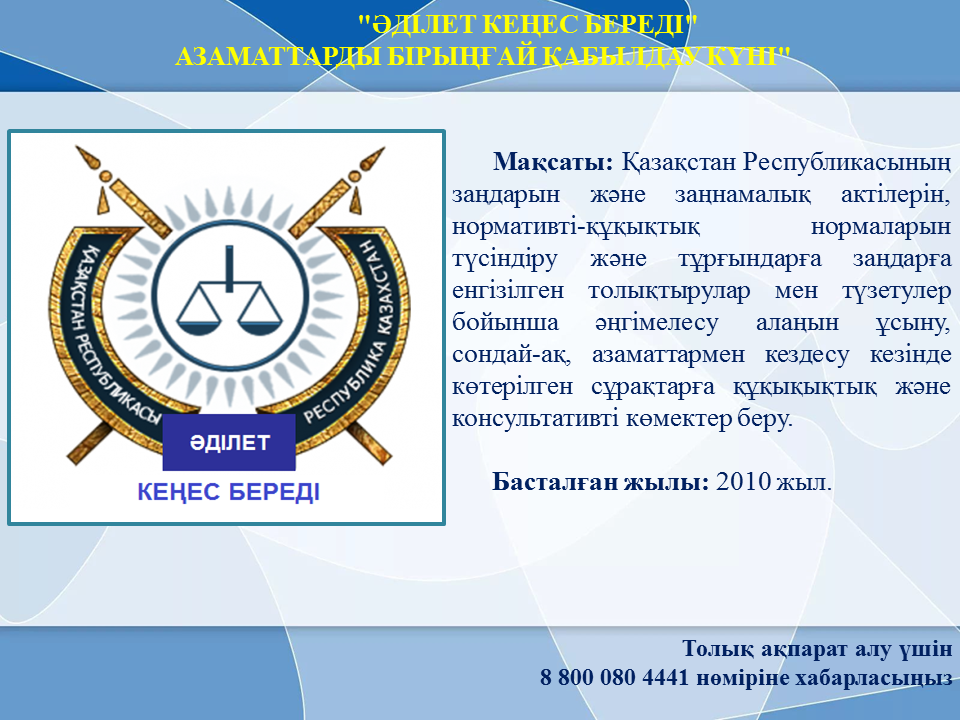 "ӘДІЛЕТ КЕҢЕС БЕРЕДІ"
АЗАМАТТАРДЫ БІРЫҢҒАЙ ҚАБЫЛДАУ КҮНІ"
ҚАЗАҚСТАН РЕСПУБЛИКАСЫ
РЕСПУБЛИКА КАЗАХСТАН
ӘДІЛЕТ
КЕҢЕС БЕРЕДІ
Мақсаты: Қазақстан Республикасының
заңдарын және заңнамалық актілерін,
нормативті-құқықтық нормаларын
түсіндіру және тұрғындарға заңдарға
енгізілген толықтырулар мен түзетулер
бойынша әңгімелесу алаңын ұсыну,
сондай-ақ, азаматтармен кездесу кезінде
көтерілген сұрақтарға құқықықтық және
консультативті көмектер беру.
Басталған жылы: 2010 жыл.
Толық ақпарат алу үшін
8 800 080 4441 нөміріне хабарласыңыз